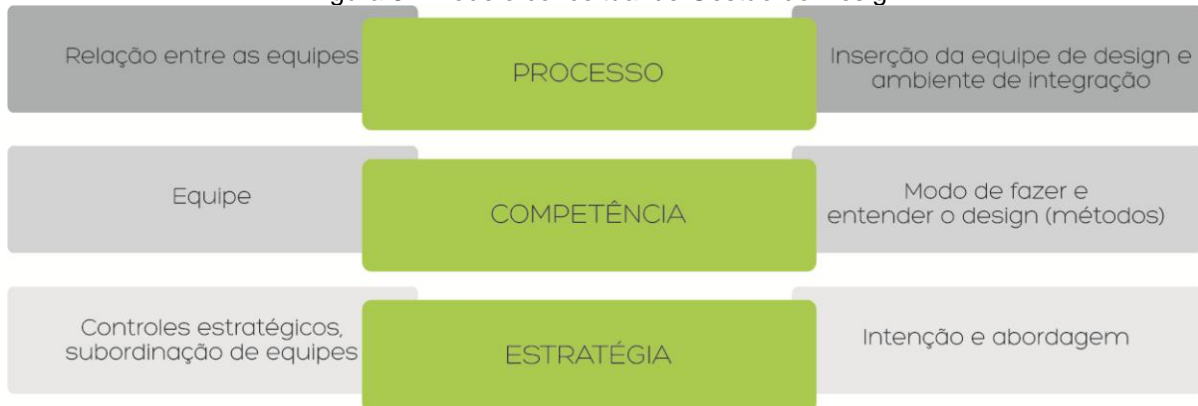 Relação entre as equipes
PROCESSO
Inserção da equipe de design e
ambiente de integração
Equipe
COMPETÊNCIA
Modo de fazer e
entender o design (métodos)
Controles estratégicos,
subordinação de equipes
ESTRATÉGIA
Intenção e abordagem